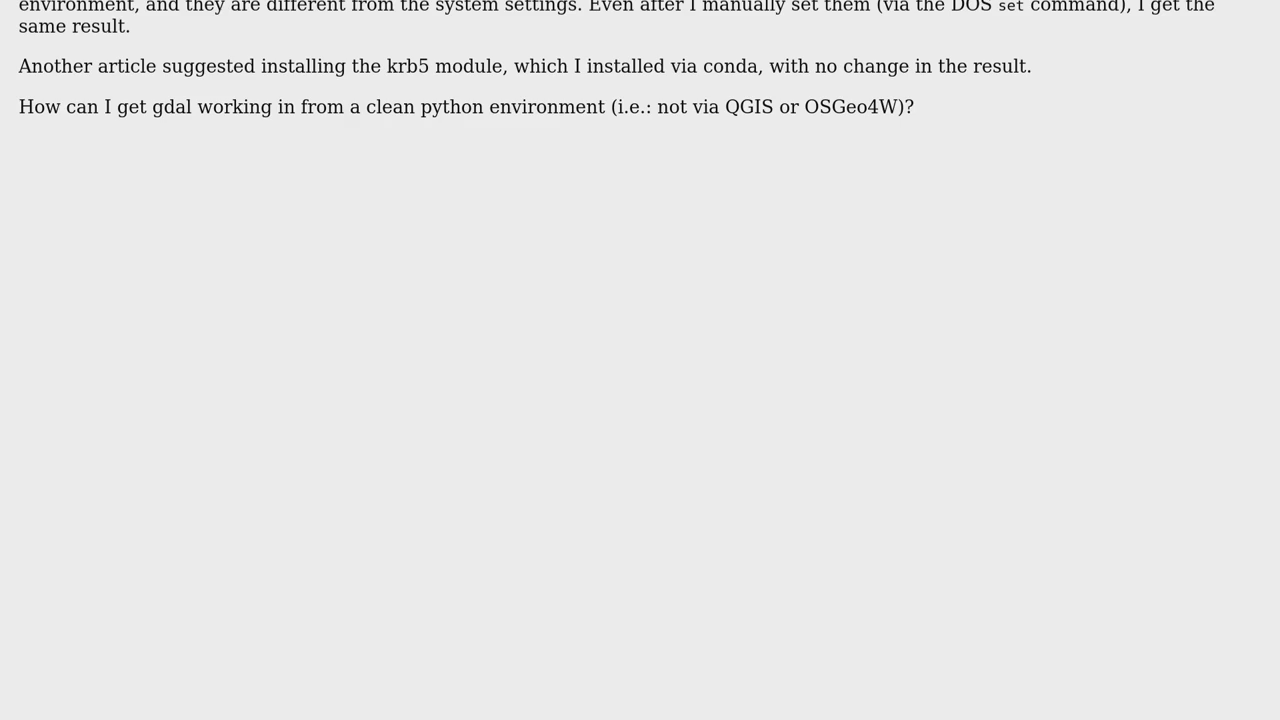 environment, and they are different from the system settings. Even after I manually set them (via the DOS set command), I get the
same result.
Another article suggested installing the krb5 module, which I installed via conda, with no change in the result.
How can I get gdal working in from a clean python environment (i.e.: not via QGIS or OSGeo4W)?